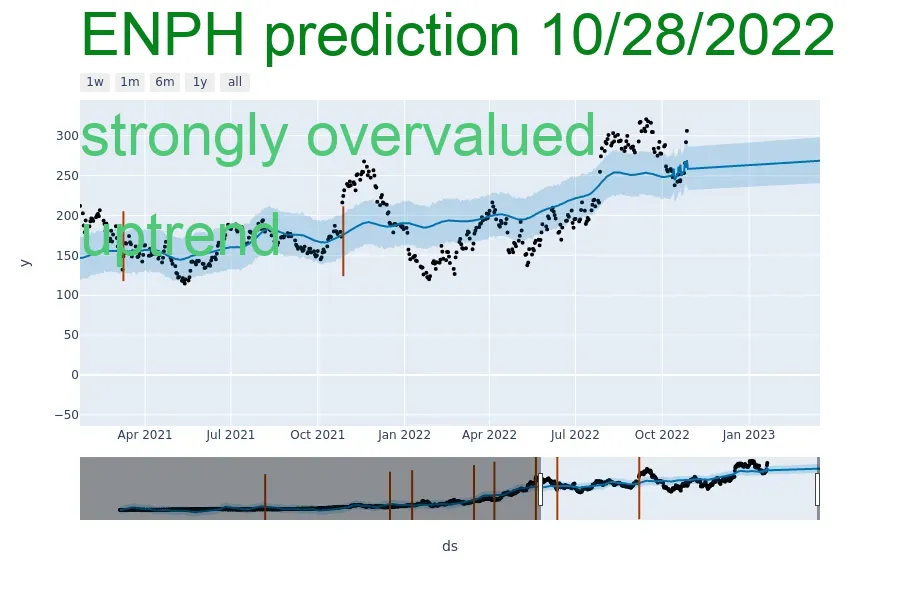 ENPH prediction 10/28/2022
1w 1m 6m 1y all
strongly overvalued
uptrend
300
250
200
150
100
50
0
−50
y
Apr 2021 Jul 2021 Oct 2021 Jan 2022 Apr 2022 Jul 2022 Oct 2022 Jan 2023
ds